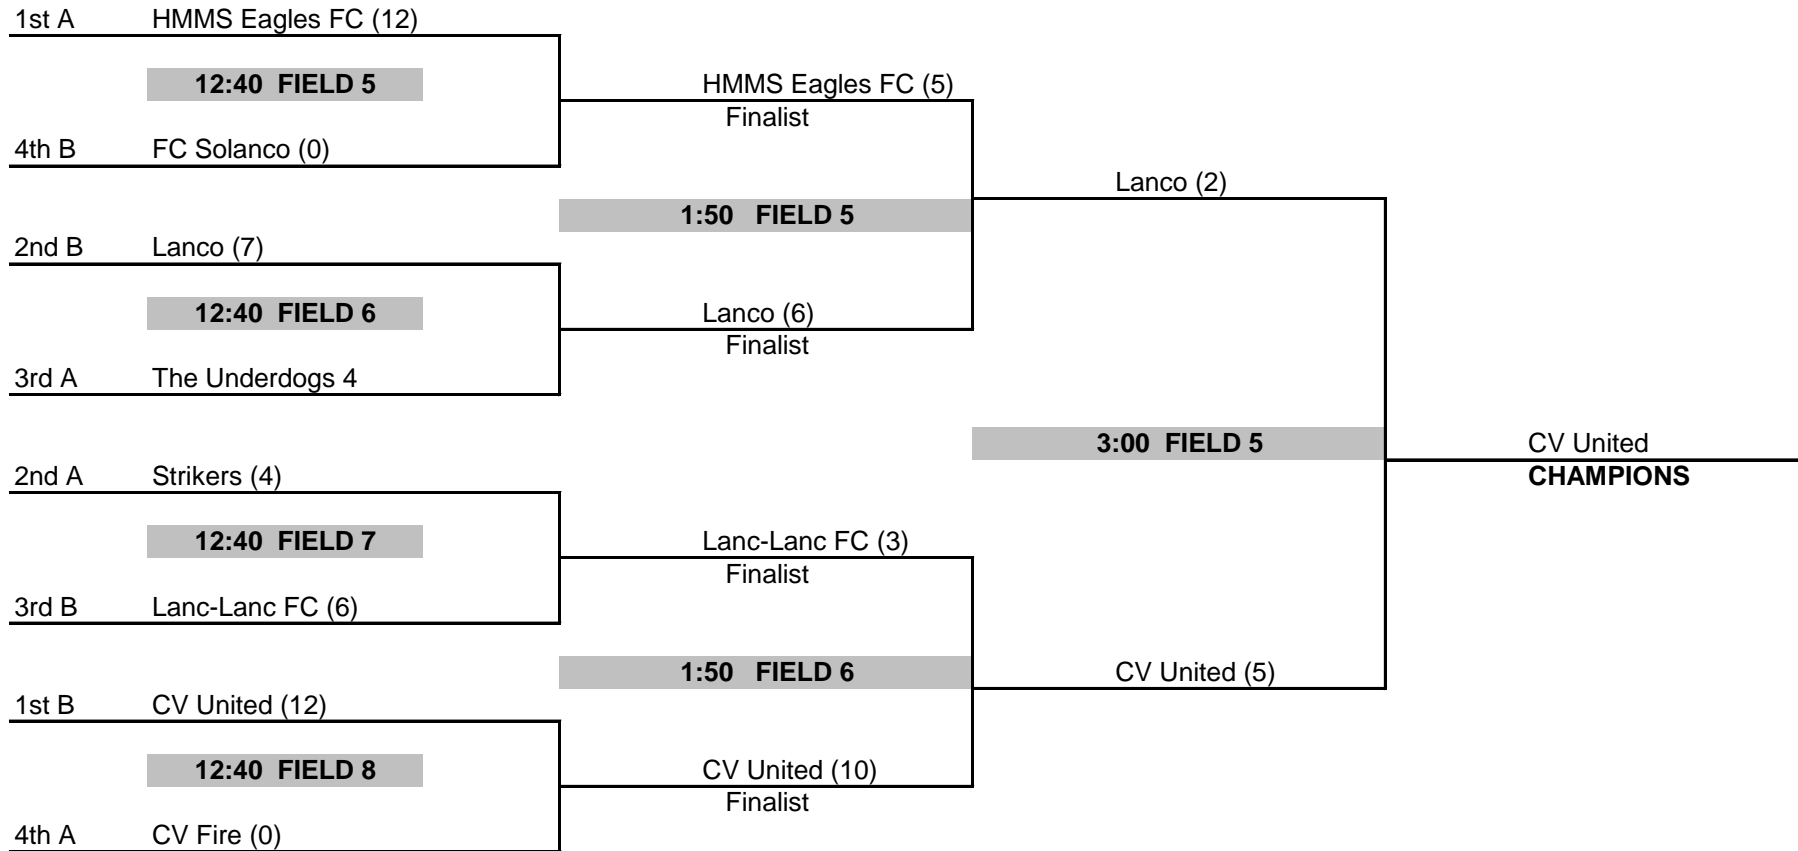 1st A HMMS Eagles FC (12)
12:40 FIELD 5
HMMS Eagles FC (5)
Finalist
4th B FC Solanco (0)
Lanco (2)
1:50 FIELD 5
2nd B Lanco (7)
12:40 FIELD 6
Lanco (6)
Finalist
3rd A The Underdogs 4
3:00 FIELD 5
CV United
CHAMPIONS
2nd A Strikers (4)
12:40 FIELD 7
Lanc-Lanc FC (3)
Finalist
3rd B Lanc-Lanc FC (6)
1:50 FIELD 6
CV United (5)
1st B CV United (12)
12:40 FIELD 8
CV United (10)
Finalist
4th A CV Fire (0)